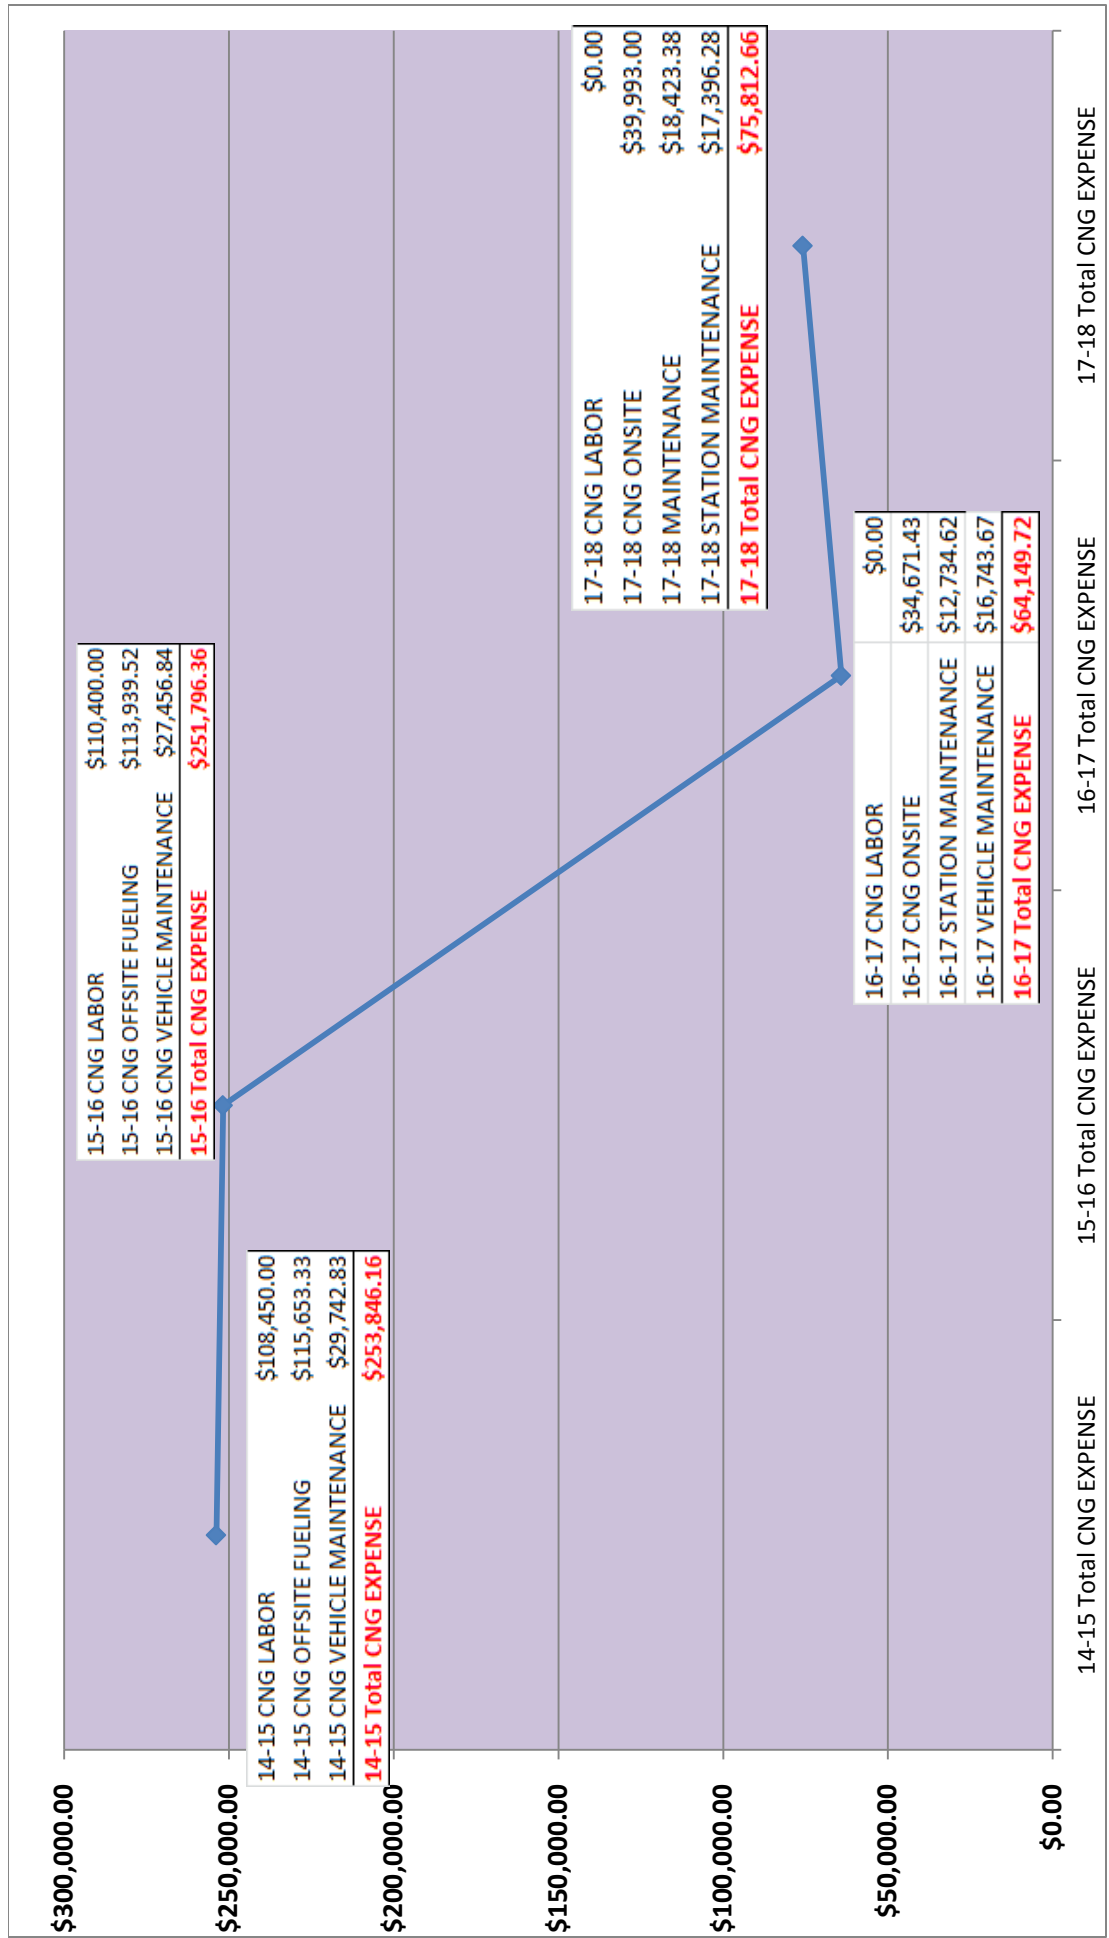 $300,000.00
$250,000.00
$200,000.00
$150,000.00
$100,000.00
$50,000.00
$0.00
14-15 CNG LABOR $108,450.00
14-15 CNG OFFSITE FUELING $115,653.33
14-15 CNG VEHICLE MAINTENANCE $29,742.83
14-15 Total CNG EXPENSE $253,846.16
15-16 CNG LABOR $110,400.00
15-16 CNG OFFSITE FUELING $113,939.52
15-16 CNG VEHICLE MAINTENANCE $27,456.84
15-16 Total CNG EXPENSE $251,796.36
16-17 CNG LABOR $0.00
16-17 CNG ONSITE $34,671.43
16-17 STATION MAINTENANCE $12,734.62
16-17 VEHICLE MAINTENANCE $16,743.67
16-17 Total CNG EXPENSE $64,149.72
17-18 CNG LABOR $0.00
17-18 CNG ONSITE $39,993.00
17-18 MAINTENANCE $18,423.38
17-18 STATION MAINTENANCE $17,396.28
17-18 Total CNG EXPENSE $75,812.66
14-15 Total CNG EXPENSE
15-16 Total CNG EXPENSE
16-17 Total CNG EXPENSE
17-18 Total CNG EXPENSE